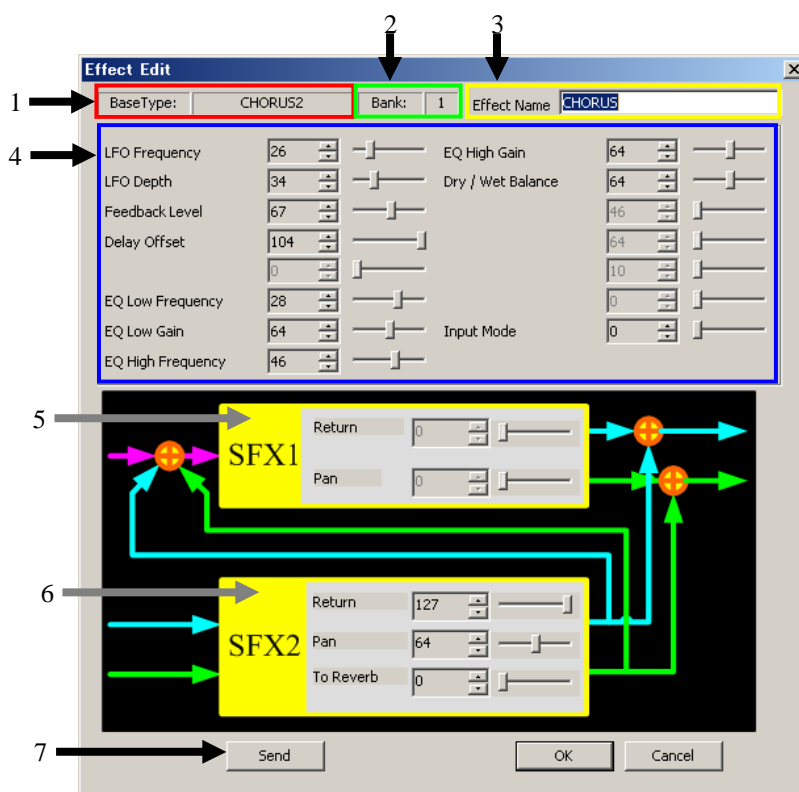 2
3
Effect Edit
1
BaseType: CHORUS2 Bank: 1 Effect Name CHORUS
4
LFO Frequency 26 EQ High Gain 64
LFO Depth 34 Dry / Wet Balance 64
Feedback Level 67 46
Delay Offset 104 64
0 10
EQ Low Frequency 28 0
EQ Low Gain 64 Input Mode 0
EQ High Frequency 46
5
SFX1
Return 0
Pan 0
6
SFX2
Return 127
Pan 64
To Reverb 0
7
Send OK Cancel